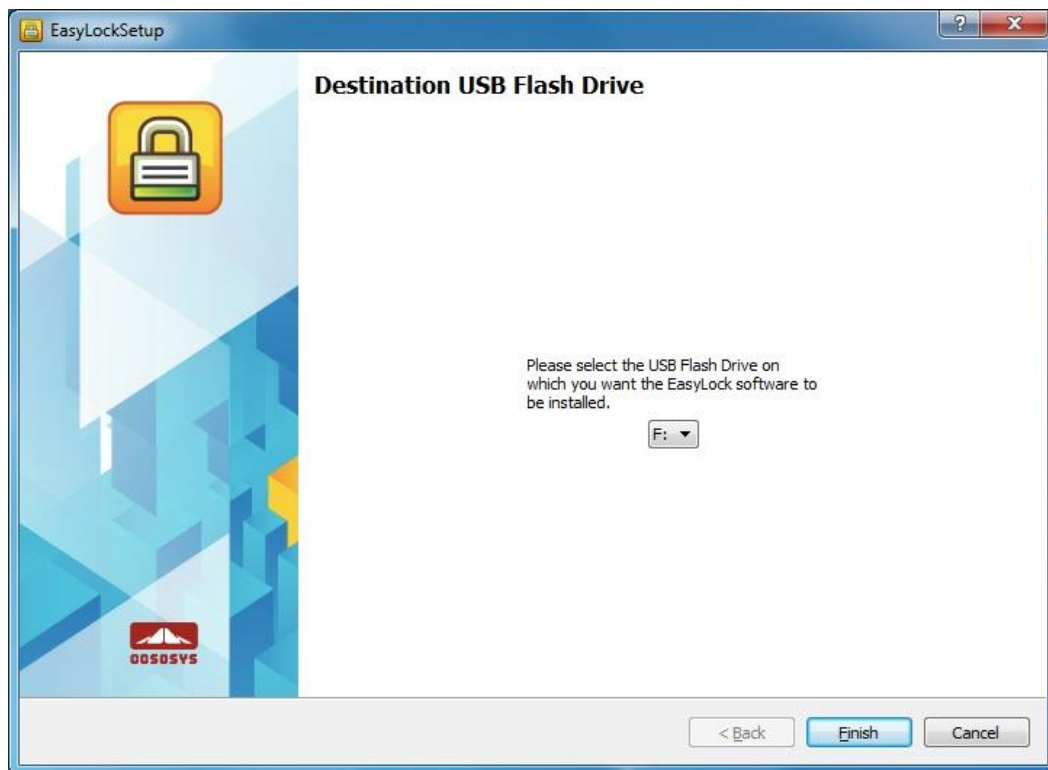 EasyLockSetup
Destination USB Flash Drive
Please select the USB Flash Drive on
which you want the EasyLock software to
be installed.
F:
COSOSYS
< Back
Finish
Cancel